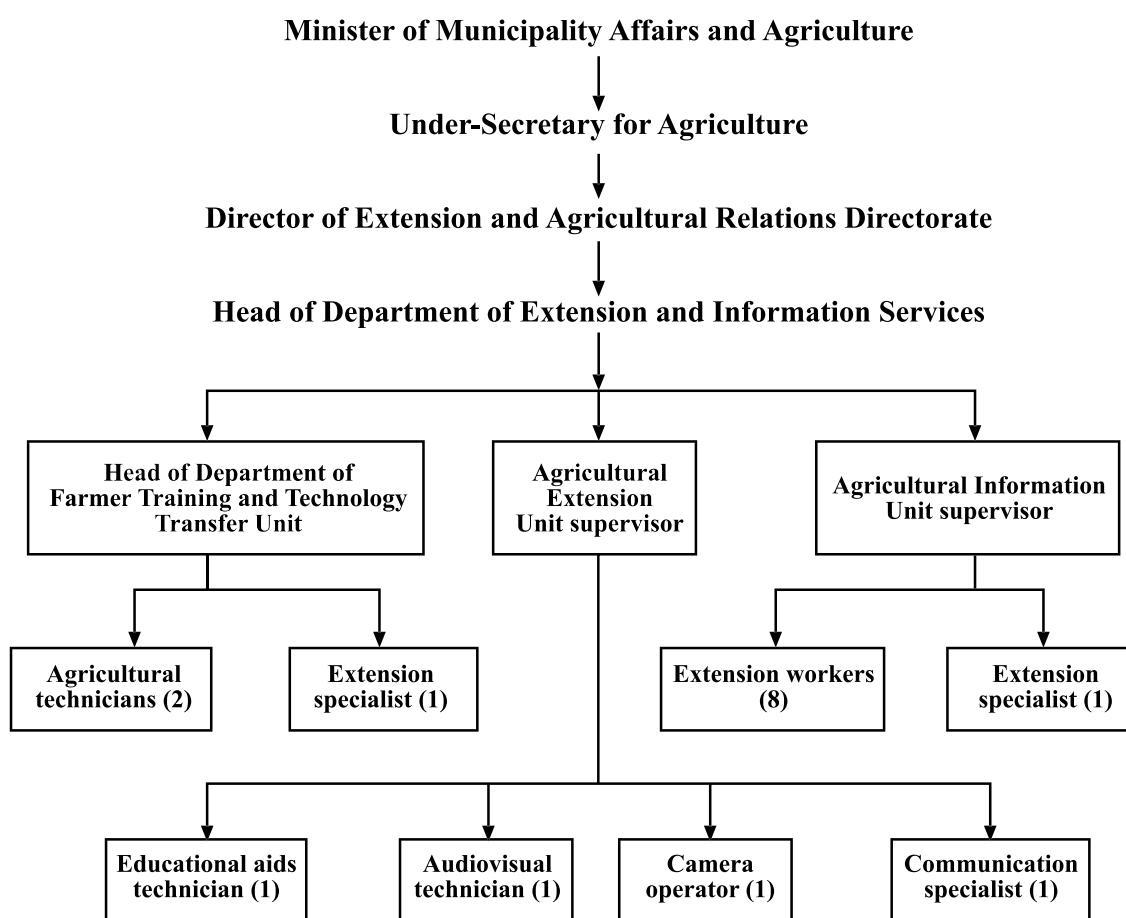 Minister of Municipality Affairs and Agriculture
Under-Secretary for Agriculture
Director of Extension and Agricultural Relations Directorate
Head of Department of Extension and Information Services
Head of Department of
Farmer Training and Technology
Transfer Unit
Agricultural
Extension
Unit supervisor
Agricultural Information
Unit supervisor
Agricultural
technicians (2)
Extension
specialist (1)
Extension workers
(8)
Extension
specialist (1)
Educational aids
technician (1)
Audiovisual
technician (1)
Camera
operator (1)
Communication
specialist (1)